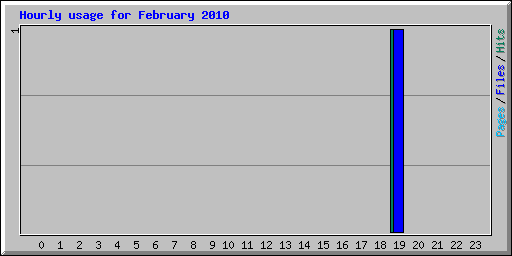 Hourly usage for February 2010
1
Pages/Files/Hits
0 1 2 3 4 5 6 7 8 9 10 11 12 13 14 15 16 17 18 19 20 21 22 23